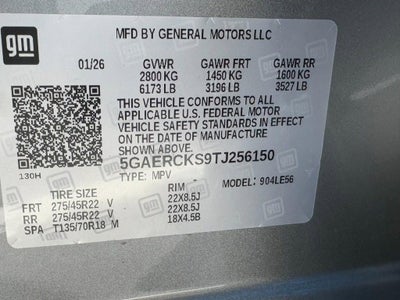 gm
MFD BY GENERAL MOTORS LLC
01/26 GVWR GAWR FRT GAWR RR
2800 KG 1450 KG 1600 KG
6173 LB 3196 LB 3527 LB
THIS VEHICLE CONFORMS TO ALL
APPLICABLE U.S. FEDERAL MOTOR
VEHICLE SAFETY STANDARDS IN EFFECT
ON THE DATE OF MANUFACTURE
SHOWN ABOVE.
5GAERCKS9TJ256150
130H TYPE: MPV MODEL: 904LE56
TIRE SIZE RIM
FRT 275/45R22 V 22X8.5J
RR 275/45R22 V 22X8.5J
SPA T135/70R18 M 18X4.5B